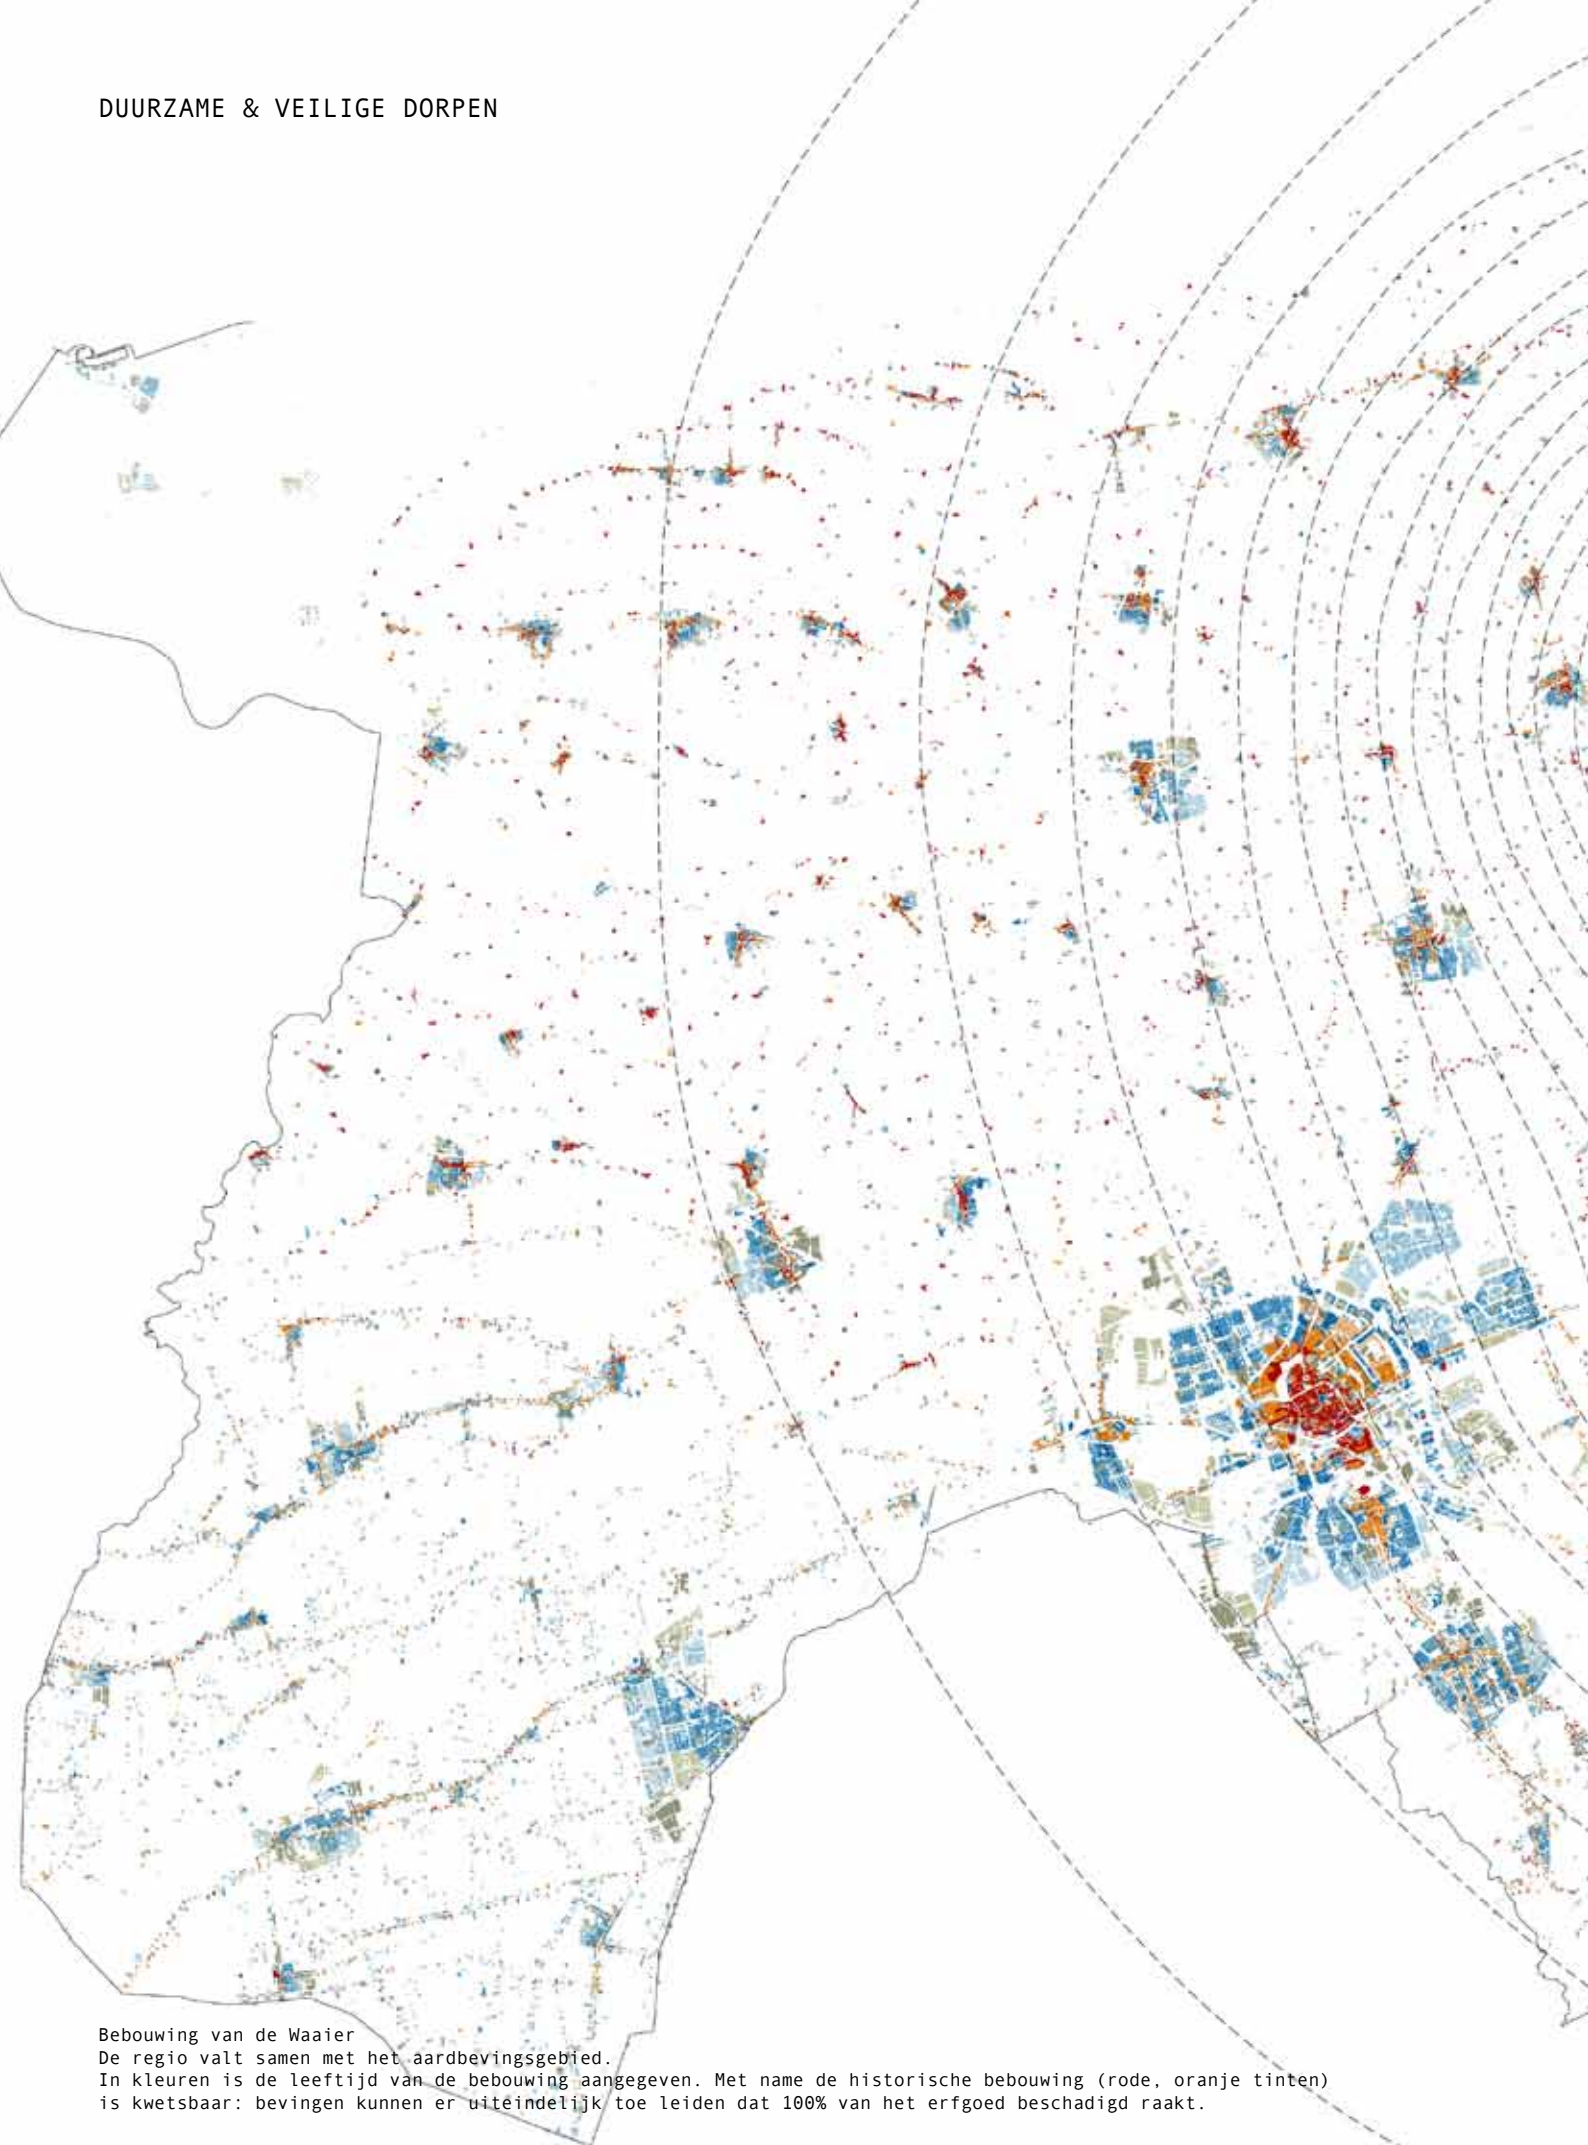 DUURZAME & VEILIGE DORPEN
Bebouwing van de Waaier
De regio valt samen met het aardbevingsgebied.
In kleuren is de leeftijd van de bebouwing aangegeven. Met name de historische bebouwing (rode, oranje tinten)
is kwetsbaar: bevingen kunnen er uiteindelijk toe leiden dat 100% van het erfgoed beschadigd raakt.